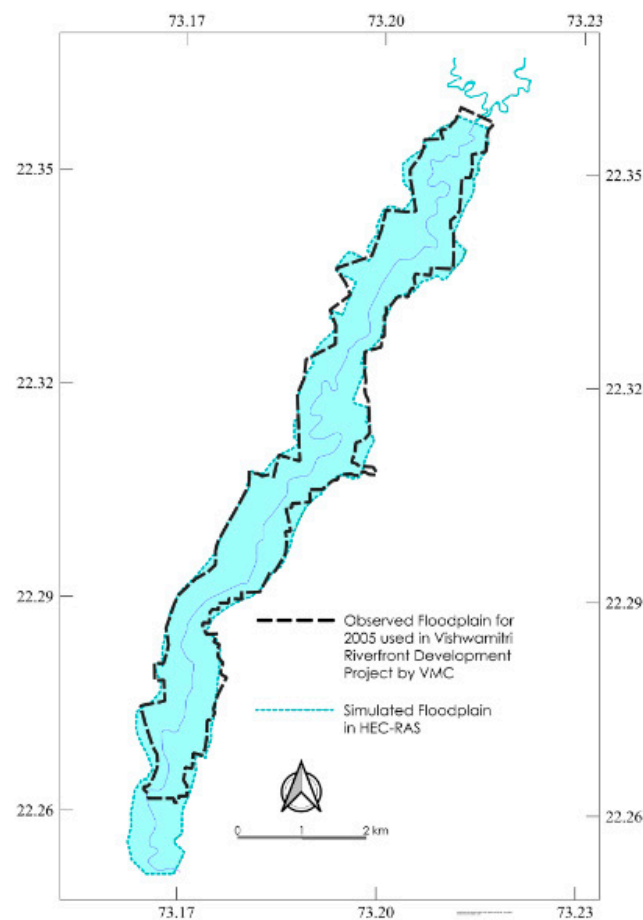 73.17 73.20 73.23
22.35 22.35
22.32 22.32
22.29 22.29
Observed Floodplain for
2005 used in Vishwamitri
Riverfront Development
Project by VMC
Simulated Floodplain
in HEC-RAS
22.26 22.26
0 1 2 km
73.17 73.20 73.23